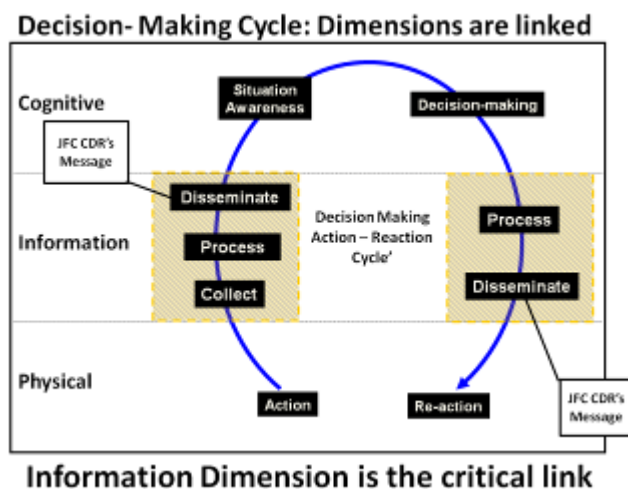 Decision- Making Cycle: Dimensions are linked
Cognitive
Situation
Awareness
Decision-making
JFC CDR's
Message
Disseminate
Information
Process
Collect
Decision Making
Action – Reaction
Cycle'
Process
Disseminate
Physical
Action
Re-action
JFC CDR's
Message
Information Dimension is the critical link